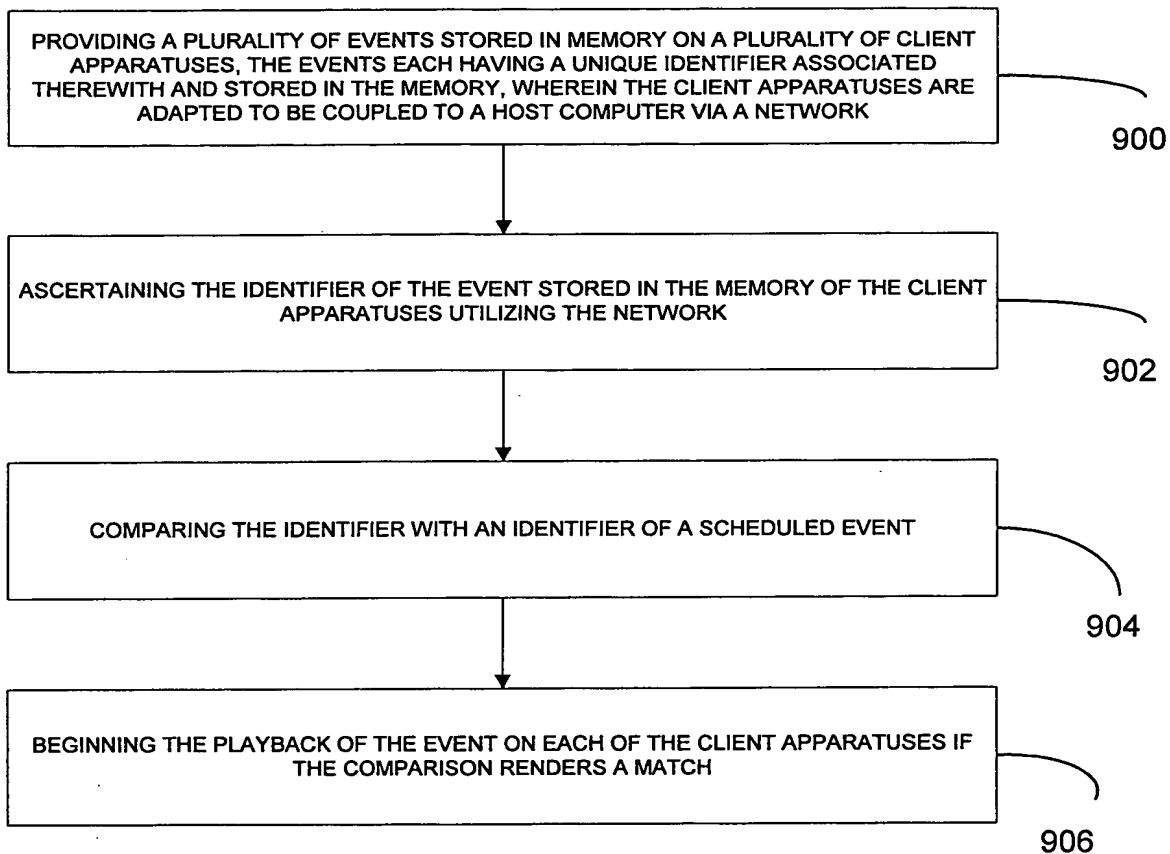 PROVIDING A PLURALITY OF EVENTS STORED IN MEMORY ON A PLURALITY OF CLIENT
APPARATUSES, THE EVENTS EACH HAVING A UNIQUE IDENTIFIER ASSOCIATED
THEREWITH AND STORED IN THE MEMORY, WHEREIN THE CLIENT APPARATUSES ARE
ADAPTED TO BE COUPLED TO A HOST COMPUTER VIA A NETWORK
900
ASCERTAINING THE IDENTIFIER OF THE EVENT STORED IN THE MEMORY OF THE CLIENT
APPARATUSES UTILIZING THE NETWORK
902
COMPARING THE IDENTIFIER WITH AN IDENTIFIER OF A SCHEDULED EVENT
904
BEGINNING THE PLAYBACK OF THE EVENT ON EACH OF THE CLIENT APPARATUSES IF
THE COMPARISON RENDERS A MATCH
906